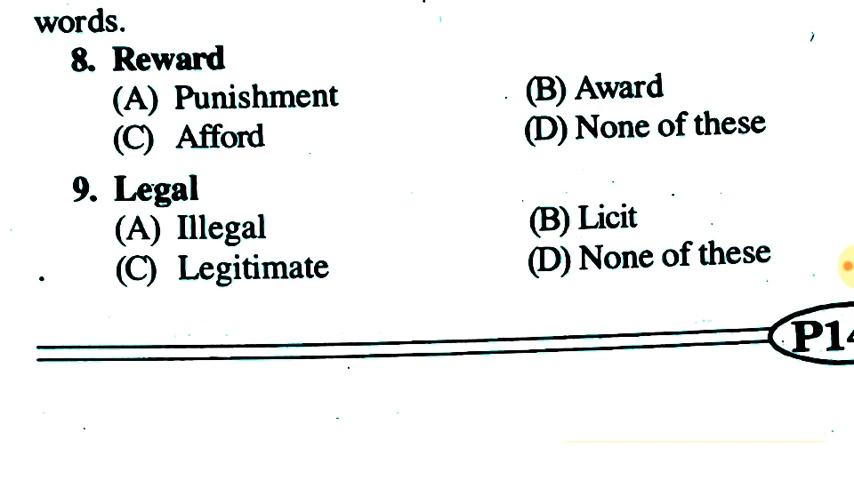 words.
8. Reward
(A) Punishment (B) Award
(C) Afford (D) None of these
9. Legal
(A) Illegal (B) Licit
(C) Legitimate (D) None of these